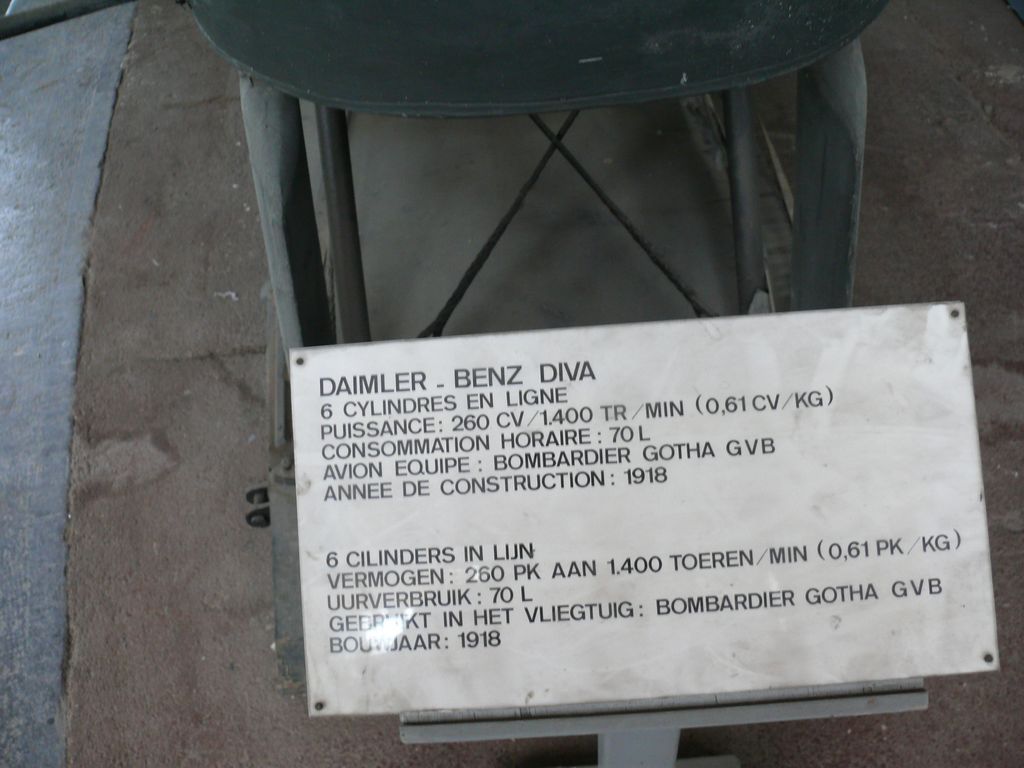 DAIMLER - BENZ DIVA
6 CYLINDRES EN LIGNE
PUISSANCE: 260 CV/1.400 TR/MIN (0,61 CV/KG)
CONSOMMATION HORAIRE: 70 L
AVION EQUIPE: BOMBARDIER GOTHA GVB
ANNEE DE CONSTRUCTION: 1918
6 CILINDERS IN LIJN
VERMOGEN: 260 PK AAN 1.400 TOEREN/MIN (0,61 PK/KG)
UURVERBRUIK: 70 L
GEBRUIKT IN HET VLIEGTUIG: BOMBARDIER GOTHA GVB
BOUWJAAR: 1918